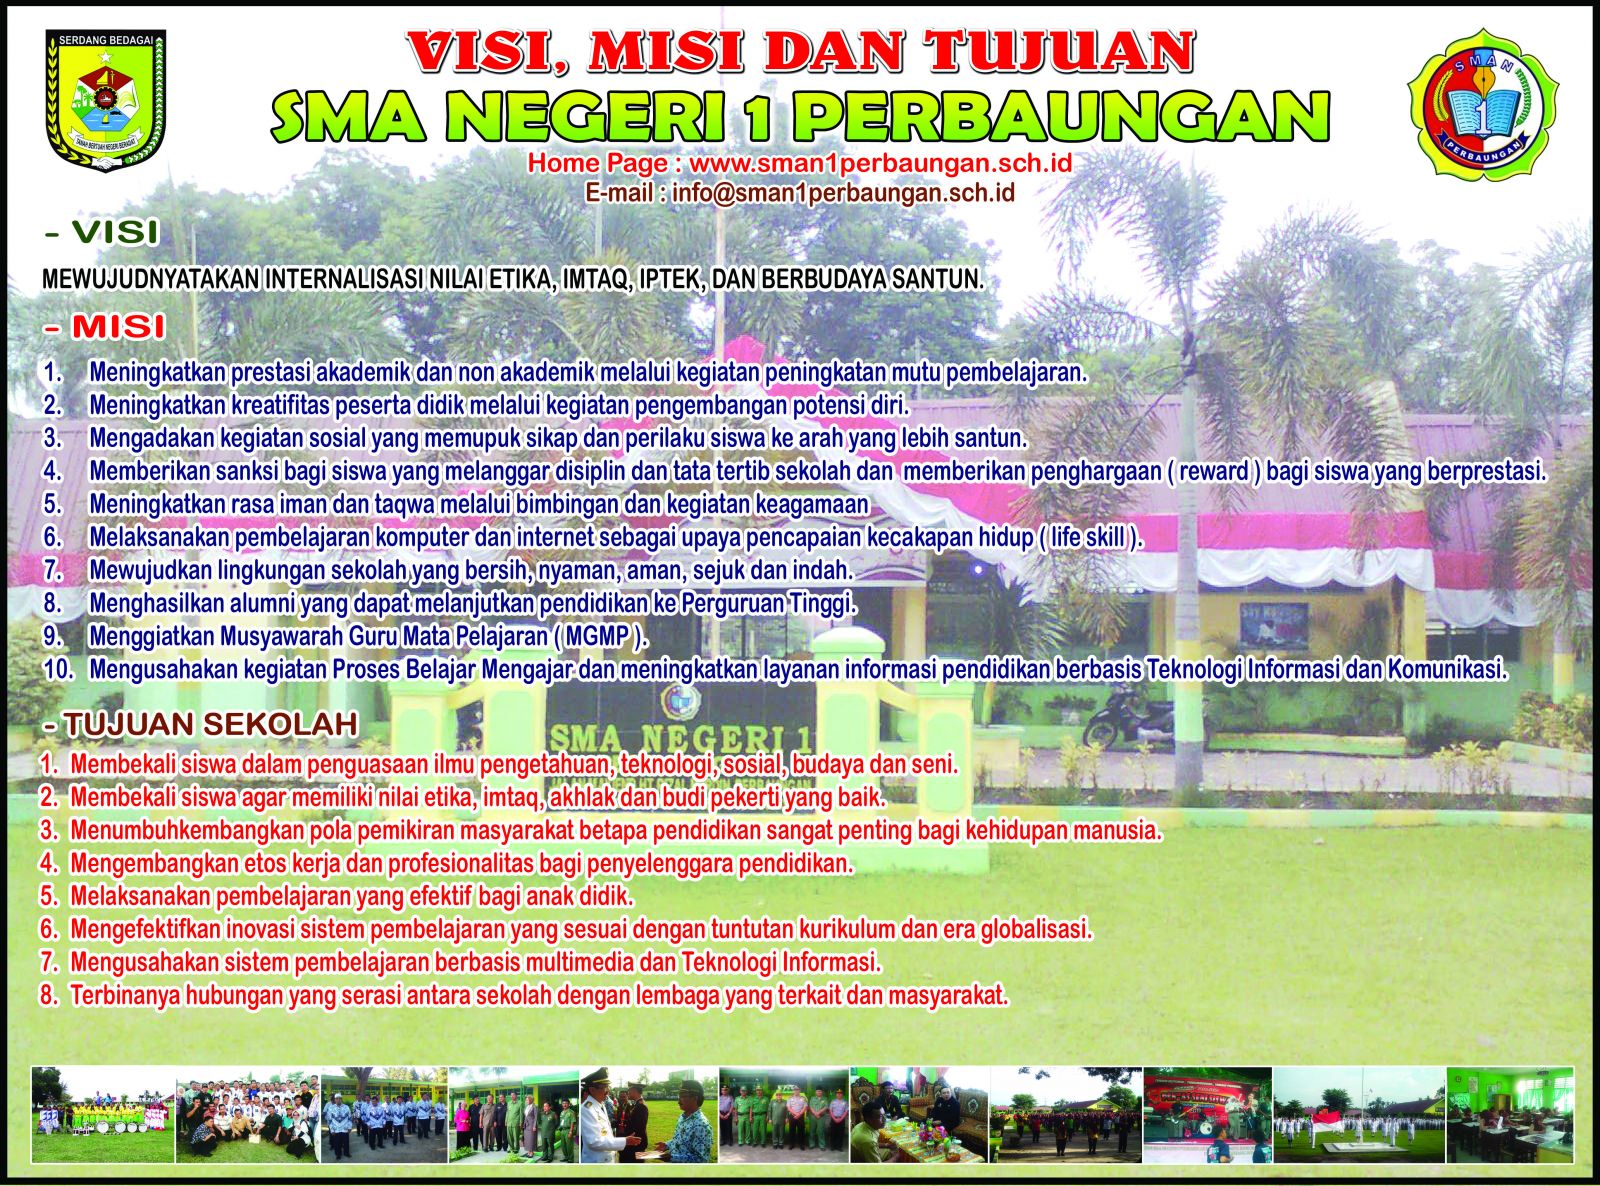 SERDANG BEDAGAI
TANAH BERTUAH NEGERI BERADAT
VISI, MISI DAN TUJUAN
SMA NEGERI 1 PERBAUNGAN
Home Page : www.sman1perbaungan.sch.id
E-mail : info@sman1perbaungan.sch.id
SMAN
1
PERBAUNGAN
- VISI
MEWUJUDNYATAKAN INTERNALISASI NILAI ETIKA, IMTAQ, IPTEK, DAN BERBUDAYA SANTUN.
- MISI
1. Meningkatkan prestasi akademik dan non akademik melalui kegiatan peningkatan mutu pembelajaran.
2. Meningkatkan kreatifitas peserta didik melalui kegiatan pengembangan potensi diri.
3. Mengadakan kegiatan sosial yang memupuk sikap dan perilaku siswa ke arah yang lebih santun.
4. Memberikan sanksi bagi siswa yang melanggar disiplin dan tata tertib sekolah dan memberikan penghargaan ( reward ) bagi siswa yang berprestasi.
5. Meningkatkan rasa iman dan taqwa melalui bimbingan dan kegiatan keagamaan
6. Melaksanakan pembelajaran komputer dan internet sebagai upaya pencapaian kecakapan hidup ( life skill ).
7. Mewujudkan lingkungan sekolah yang bersih, nyaman, aman, sejuk dan indah.
8. Menghasilkan alumni yang dapat melanjutkan pendidikan ke Perguruan Tinggi.
9. Menggiatkan Musyawarah Guru Mata Pelajaran ( MGMP ).
10. Mengusahakan kegiatan Proses Belajar Mengajar dan meningkatkan layanan informasi pendidikan berbasis Teknologi Informasi dan Komunikasi.
- TUJUAN SEKOLAH
SMA NEGERI 1
1. Membekali siswa dalam penguasaan ilmu pengetahuan, teknologi, sosial, budaya dan seni.
2. Membekali siswa agar memiliki nilai etika, imtaq, akhlak dan budi pekerti yang baik.
3. Menumbuhkembangkan pola pemikiran masyarakat betapa pendidikan sangat penting bagi kehidupan manusia.
4. Mengembangkan etos kerja dan profesionalitas bagi penyelenggara pendidikan.
5. Melaksanakan pembelajaran yang efektif bagi anak didik.
6. Mengefektifkan inovasi sistem pembelajaran yang sesuai dengan tuntutan kurikulum dan era globalisasi.
7. Mengusahakan sistem pembelajaran berbasis multimedia dan Teknologi Informasi.
8. Terbinanya hubungan yang serasi antara sekolah dengan lembaga yang terkait dan masyarakat.